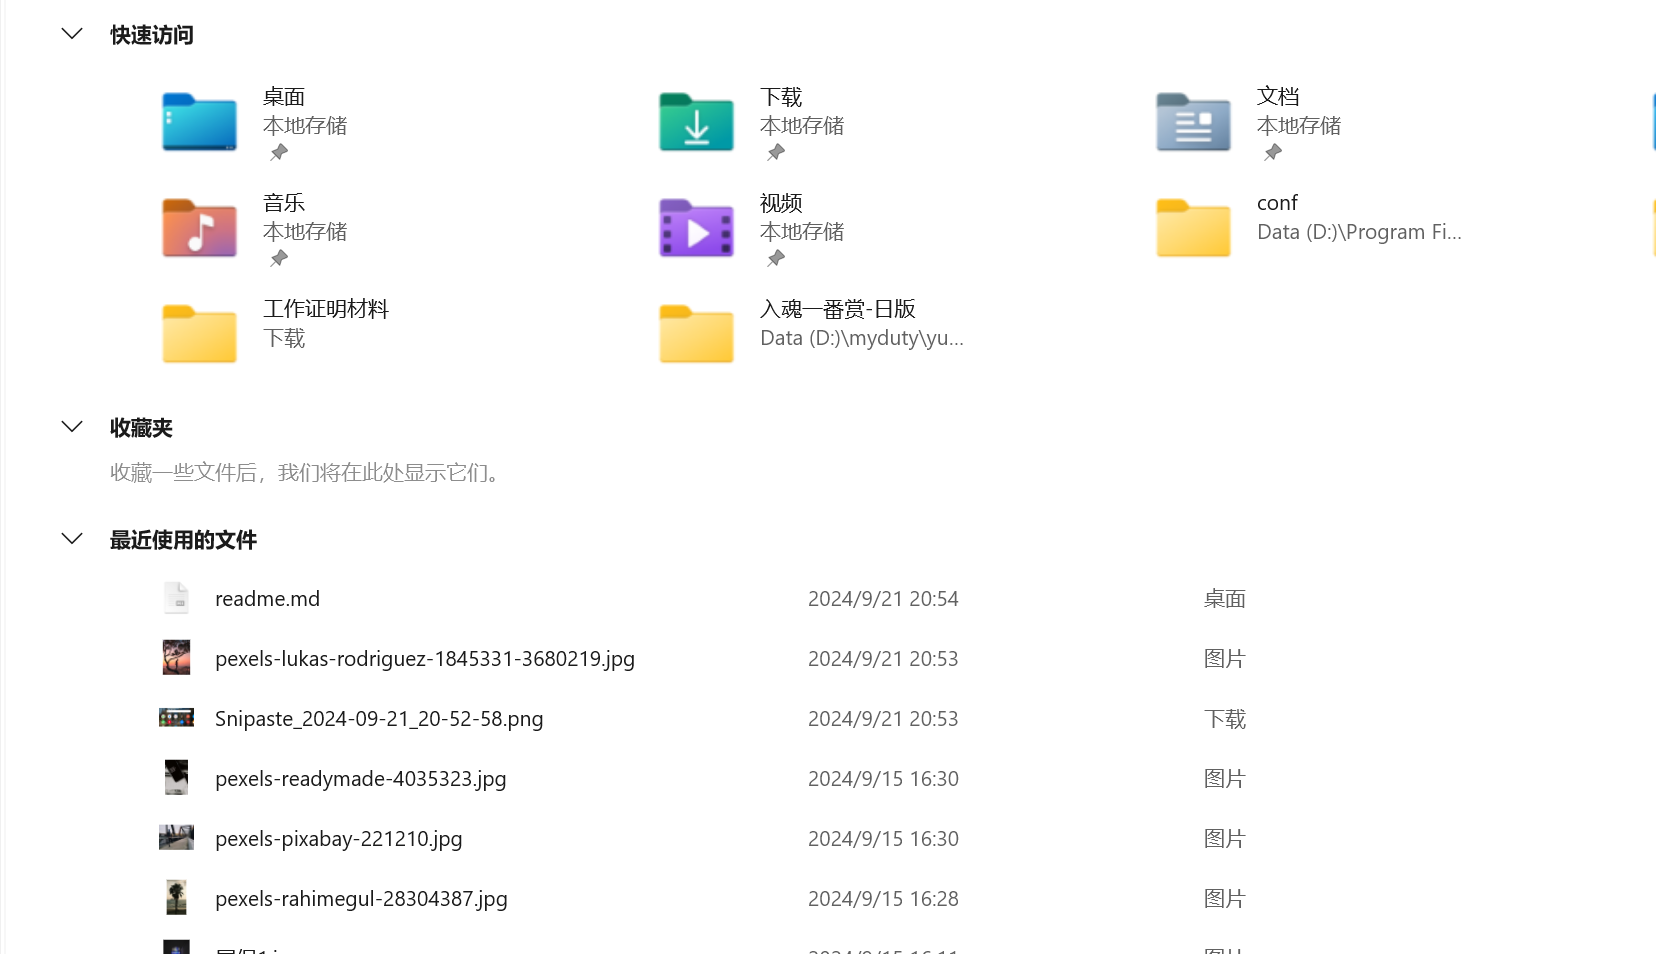 快速访问
桌面
本地存储
下载
本地存储
文档
本地存储
音乐
本地存储
视频
本地存储
conf
Data (D:)\Program Fi...
工作证明材料
下载
入魂一番赏-日版
Data (D:)\myduty\yu...
收藏夹
收藏一些文件后，我们将在此处显示它们。
最近使用的文件
readme.md 2024/9/21 20:54 桌面
pexels-lukas-rodriguez-1845331-3680219.jpg 2024/9/21 20:53 图片
Snipaste_2024-09-21_20-52-58.png 2024/9/21 20:53 下载
pexels-readymade-4035323.jpg 2024/9/15 16:30 图片
pexels-pixabay-221210.jpg 2024/9/15 16:30 图片
pexels-rahimegul-28304387.jpg 2024/9/15 16:28 图片